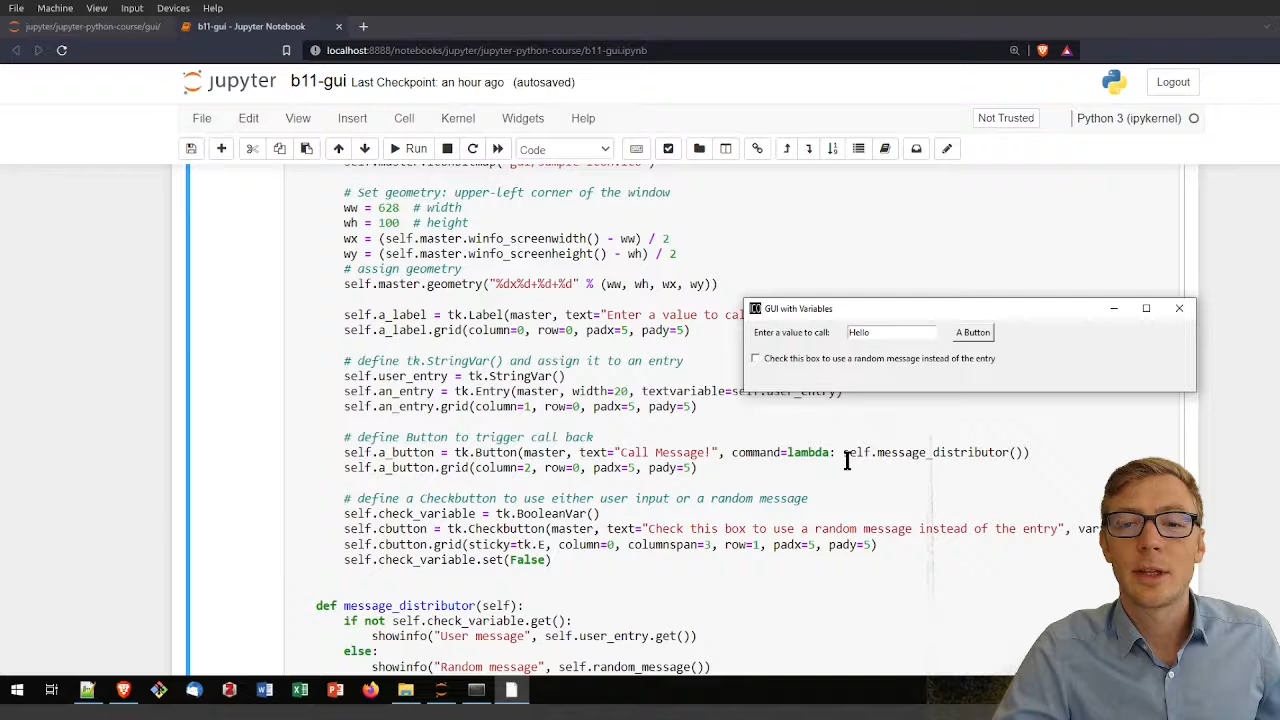 File Machine View Input Devices Help
jupyter/jupyter-python-course/gui/
b11-gui - Jupyter Notebook
localhost:8888/notebooks/jupyter/jupyter-python-course/b11-gui.ipynb
jupyter b11-gui Last Checkpoint: an hour ago (autosaved)
Logout
File Edit View Insert Cell Kernel Widgets Help
Not Trusted
Python 3 (ipykernel)
Run
Code
# Set geometry: upper-left corner of the window
ww = 628 # width
wh = 100 # height
wx = (self.master.winfo_screenwidth() - ww) / 2
wy = (self.master.winfo_screenheight() - wh) / 2
# assign geometry
self.master.geometry("%dx%d+%d+%d" % (ww, wh, wx, wy))
self.a_label = tk.Label(master, text="Enter a value to cal
self.a_label.grid(column=0, row=0, padx=5, pady=5)
# define tk.StringVar() and assign it to an entry
self.user_entry = tk.StringVar()
self.an_entry = tk.Entry(master, width=20, textvariable=self.user_entry)
self.an_entry.grid(column=1, row=0, padx=5, pady=5)
# define Button to trigger call back
self.a_button = tk.Button(master, text="Call Message!", command=lambda: self.message_distributor())
self.a_button.grid(column=2, row=0, padx=5, pady=5)
# define a Checkbutton to use either user input or a random message
self.check_variable = tk.BooleanVar()
self.cbutton = tk.Checkbutton(master, text="Check this box to use a random message instead of the entry", var
self.cbutton.grid(sticky=tk.E, column=0, columnspan=3, row=1, padx=5, pady=5)
self.check_variable.set(False)
def message_distributor(self):
if not self.check_variable.get():
showinfo("User message", self.user_entry.get())
else:
showinfo("Random message", self.random_message())
GUI with Variables
Enter a value to call: Hello A Button
Check this box to use a random message instead of the entry